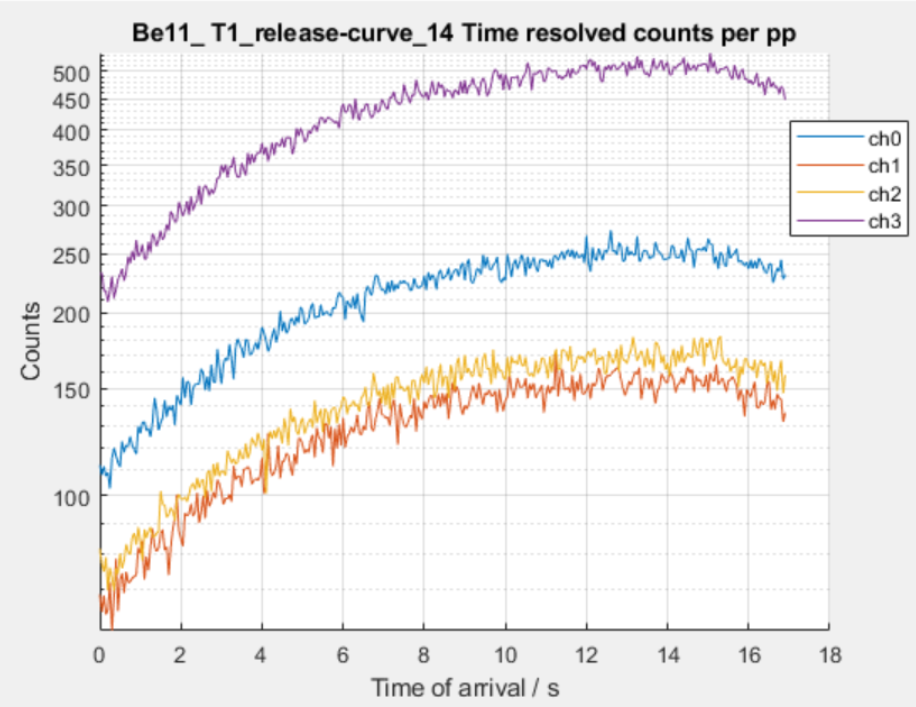 Be11_ T1_release-curve_14 Time resolved counts per pp
500
450
400
350
300
250
200
150
100
Counts
0 2 4 6 8 10 12 14 16 18
Time of arrival / s
ch0
ch1
ch2
ch3